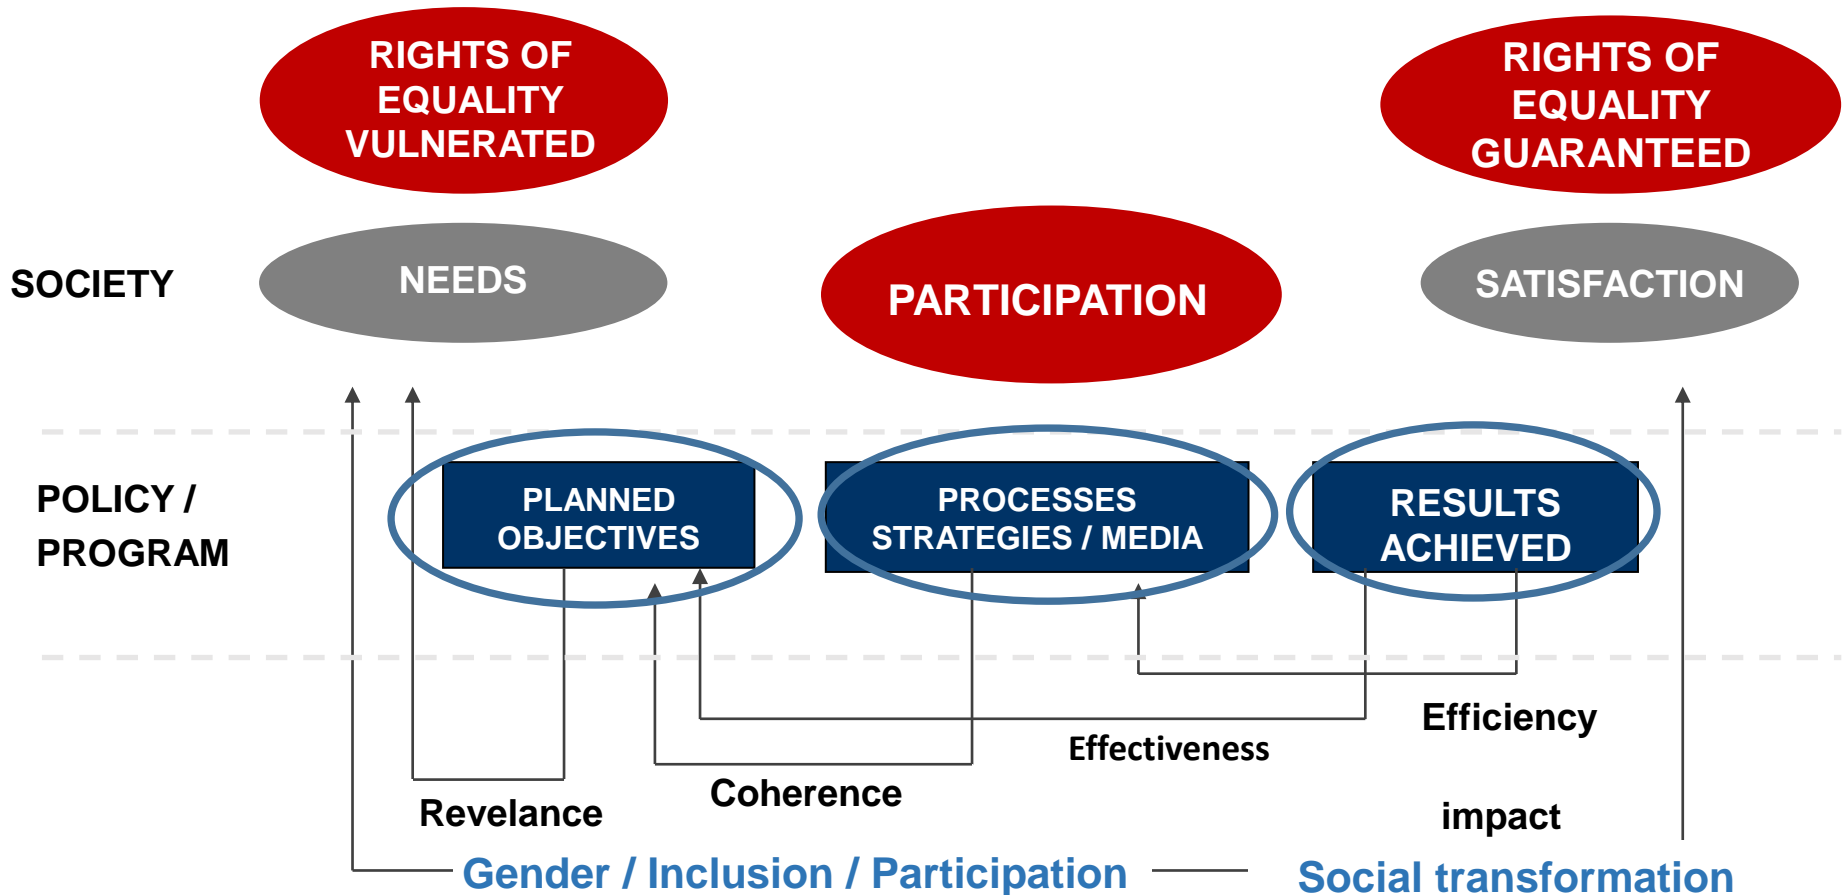 RIGHTS OF
EQUALITY
VULNERATED
RIGHTS OF
EQUALITY
GUARANTEED
SOCIETY
NEEDS
PARTICIPATION
SATISFACTION
POLICY /
PROGRAM
PLANNED
OBJECTIVES
PROCESSES
STRATEGIES / MEDIA
RESULTS
ACHIEVED
Efficiency
Effectiveness
Coherence
Revelance
impact
Gender / Inclusion / Participation
Social transformation